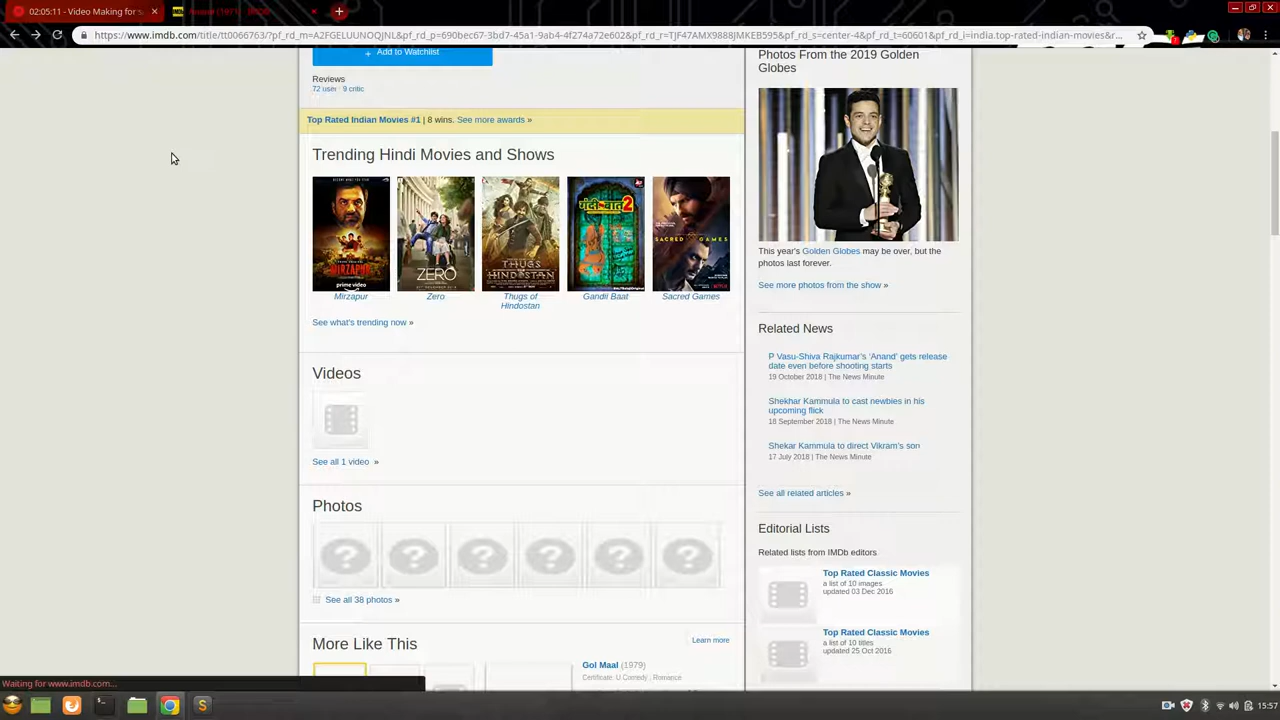 02:05:11 - Video Making for s
Anand (1971) - IMDb
https://www.imdb.com/title/tt0066763/?pf_rd_m=A2FGELUUNOQJNL&pf_rd_p=690bec67-3bd7-45a1-9ab4-4f274a72e602&pf_rd_r=TJF47AMX9888JMKEB595&pf_rd_s=center-4&pf_rd_t=60601&pf_rd_i=india.top-rated-indian-movies&r...
+ Add to Watchlist
Reviews
72 user · 9 critic
Top Rated Indian Movies #1 | 8 wins. See more awards »
Trending Hindi Movies and Shows
MIRZAPUR
prime video
ZERO
THUGS
HINDOSTAN
गंदी बात 2
SACRED GAMES
Mirzapur
Zero
Thugs of
Hindostan
Gandii Baat
Sacred Games
See what's trending now »
Videos
See all 1 video »
Photos
See all 38 photos »
More Like This
Learn more
Gol Maal (1979)
Certificate. U Comedy , Romance
Photos From the 2019 Golden
Globes
This year's Golden Globes may be over, but the
photos last forever.
See more photos from the show »
Related News
P Vasu-Shiva Rajkumar's 'Anand' gets release
date even before shooting starts
19 October 2018 | The News Minute
Shekhar Kammula to cast newbies in his
upcoming flick
18 September 2018 | The News Minute
Shekar Kammula to direct Vikram's son
17 July 2018 | The News Minute
See all related articles »
Editorial Lists
Related lists from IMDb editors
Top Rated Classic Movies
a list of 10 images
updated 03 Dec 2016
Top Rated Classic Movies
a list of 10 titles
updated 25 Oct 2016
Waiting for www.imdb.com...
15:57